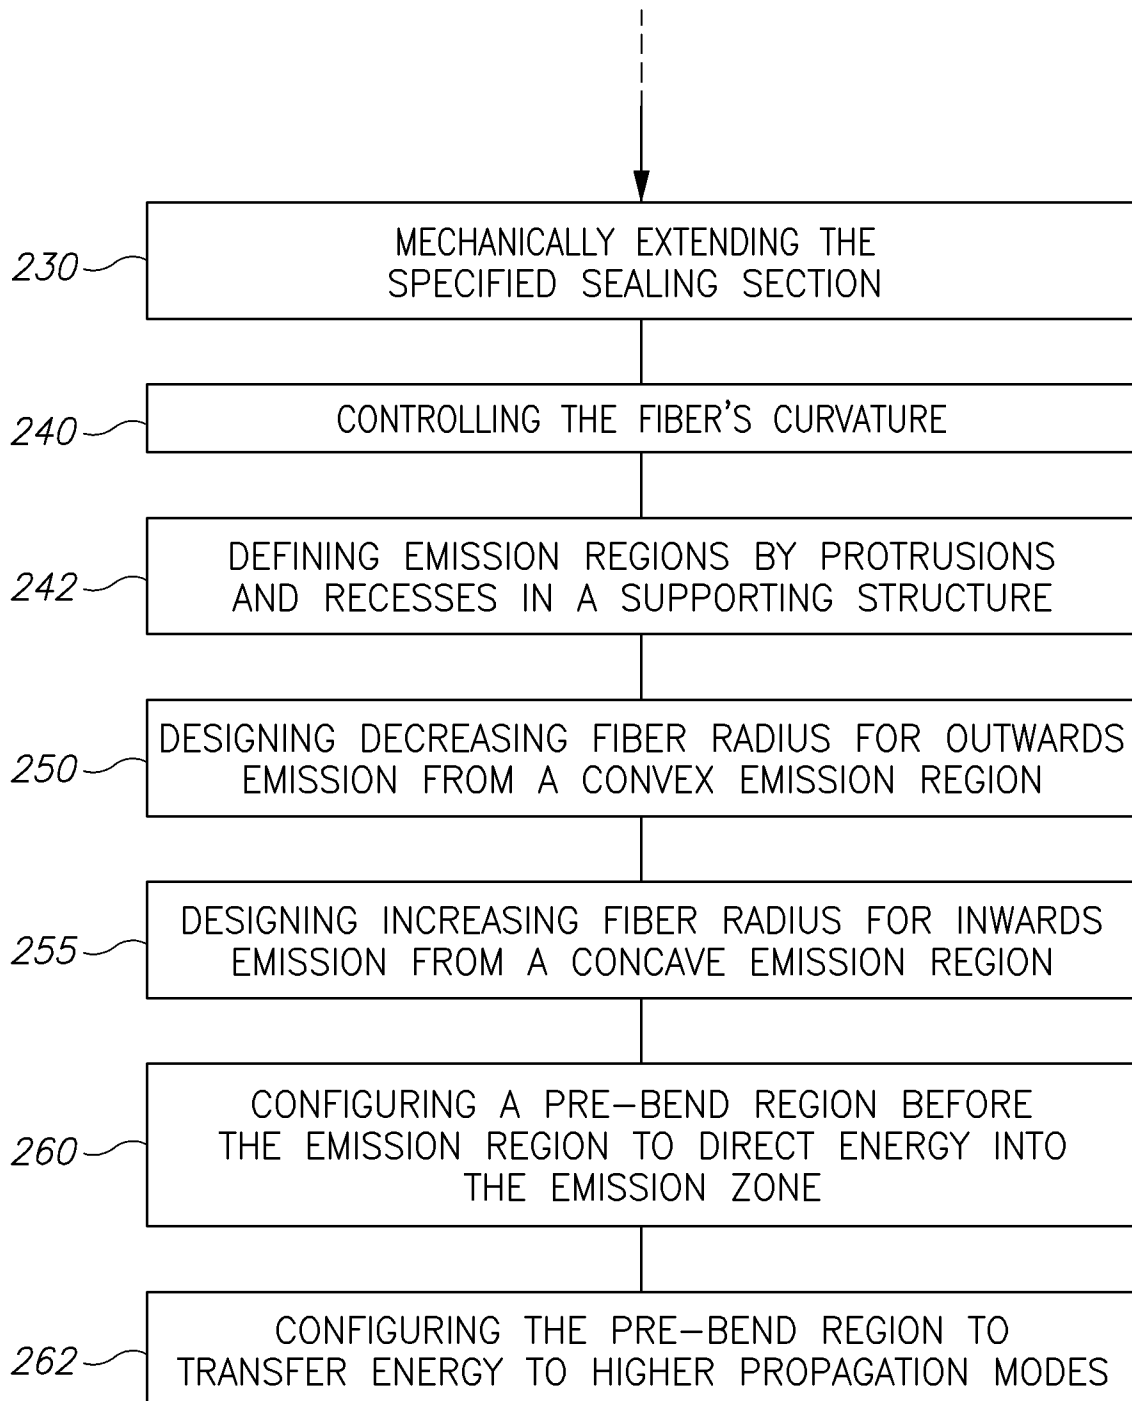 230
MECHANICALLY EXTENDING THE
SPECIFIED SEALING SECTION
240
CONTROLLING THE FIBER'S CURVATURE
242
DEFINING EMISSION REGIONS BY PROTRUSIONS
AND RECESSES IN A SUPPORTING STRUCTURE
250
DESIGNING DECREASING FIBER RADIUS FOR OUTWARDS
EMISSION FROM A CONVEX EMISSION REGION
255
DESIGNING INCREASING FIBER RADIUS FOR INWARDS
EMISSION FROM A CONCAVE EMISSION REGION
260
CONFIGURING A PRE-BEND REGION BEFORE
THE EMISSION REGION TO DIRECT ENERGY INTO
THE EMISSION ZONE
262
CONFIGURING THE PRE-BEND REGION TO
TRANSFER ENERGY TO HIGHER PROPAGATION MODES